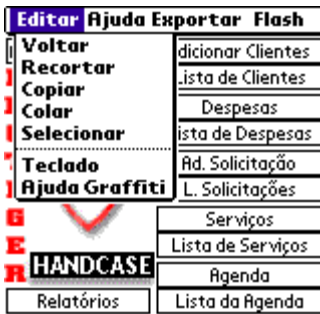 Editar Ajuda Exportar Flash
Voltar
Recortar
Copiar
Colar
Selecionar
Teclado
Ajuda Graffiti
dicionar Clientes
ista de Clientes
Despesas
ista de Despesas
Ad. Solicitação
L. Solicitações
Serviços
Lista de Serviços
Agenda
Lista da Agenda
G
E
R
HANDCASE
Relatórios